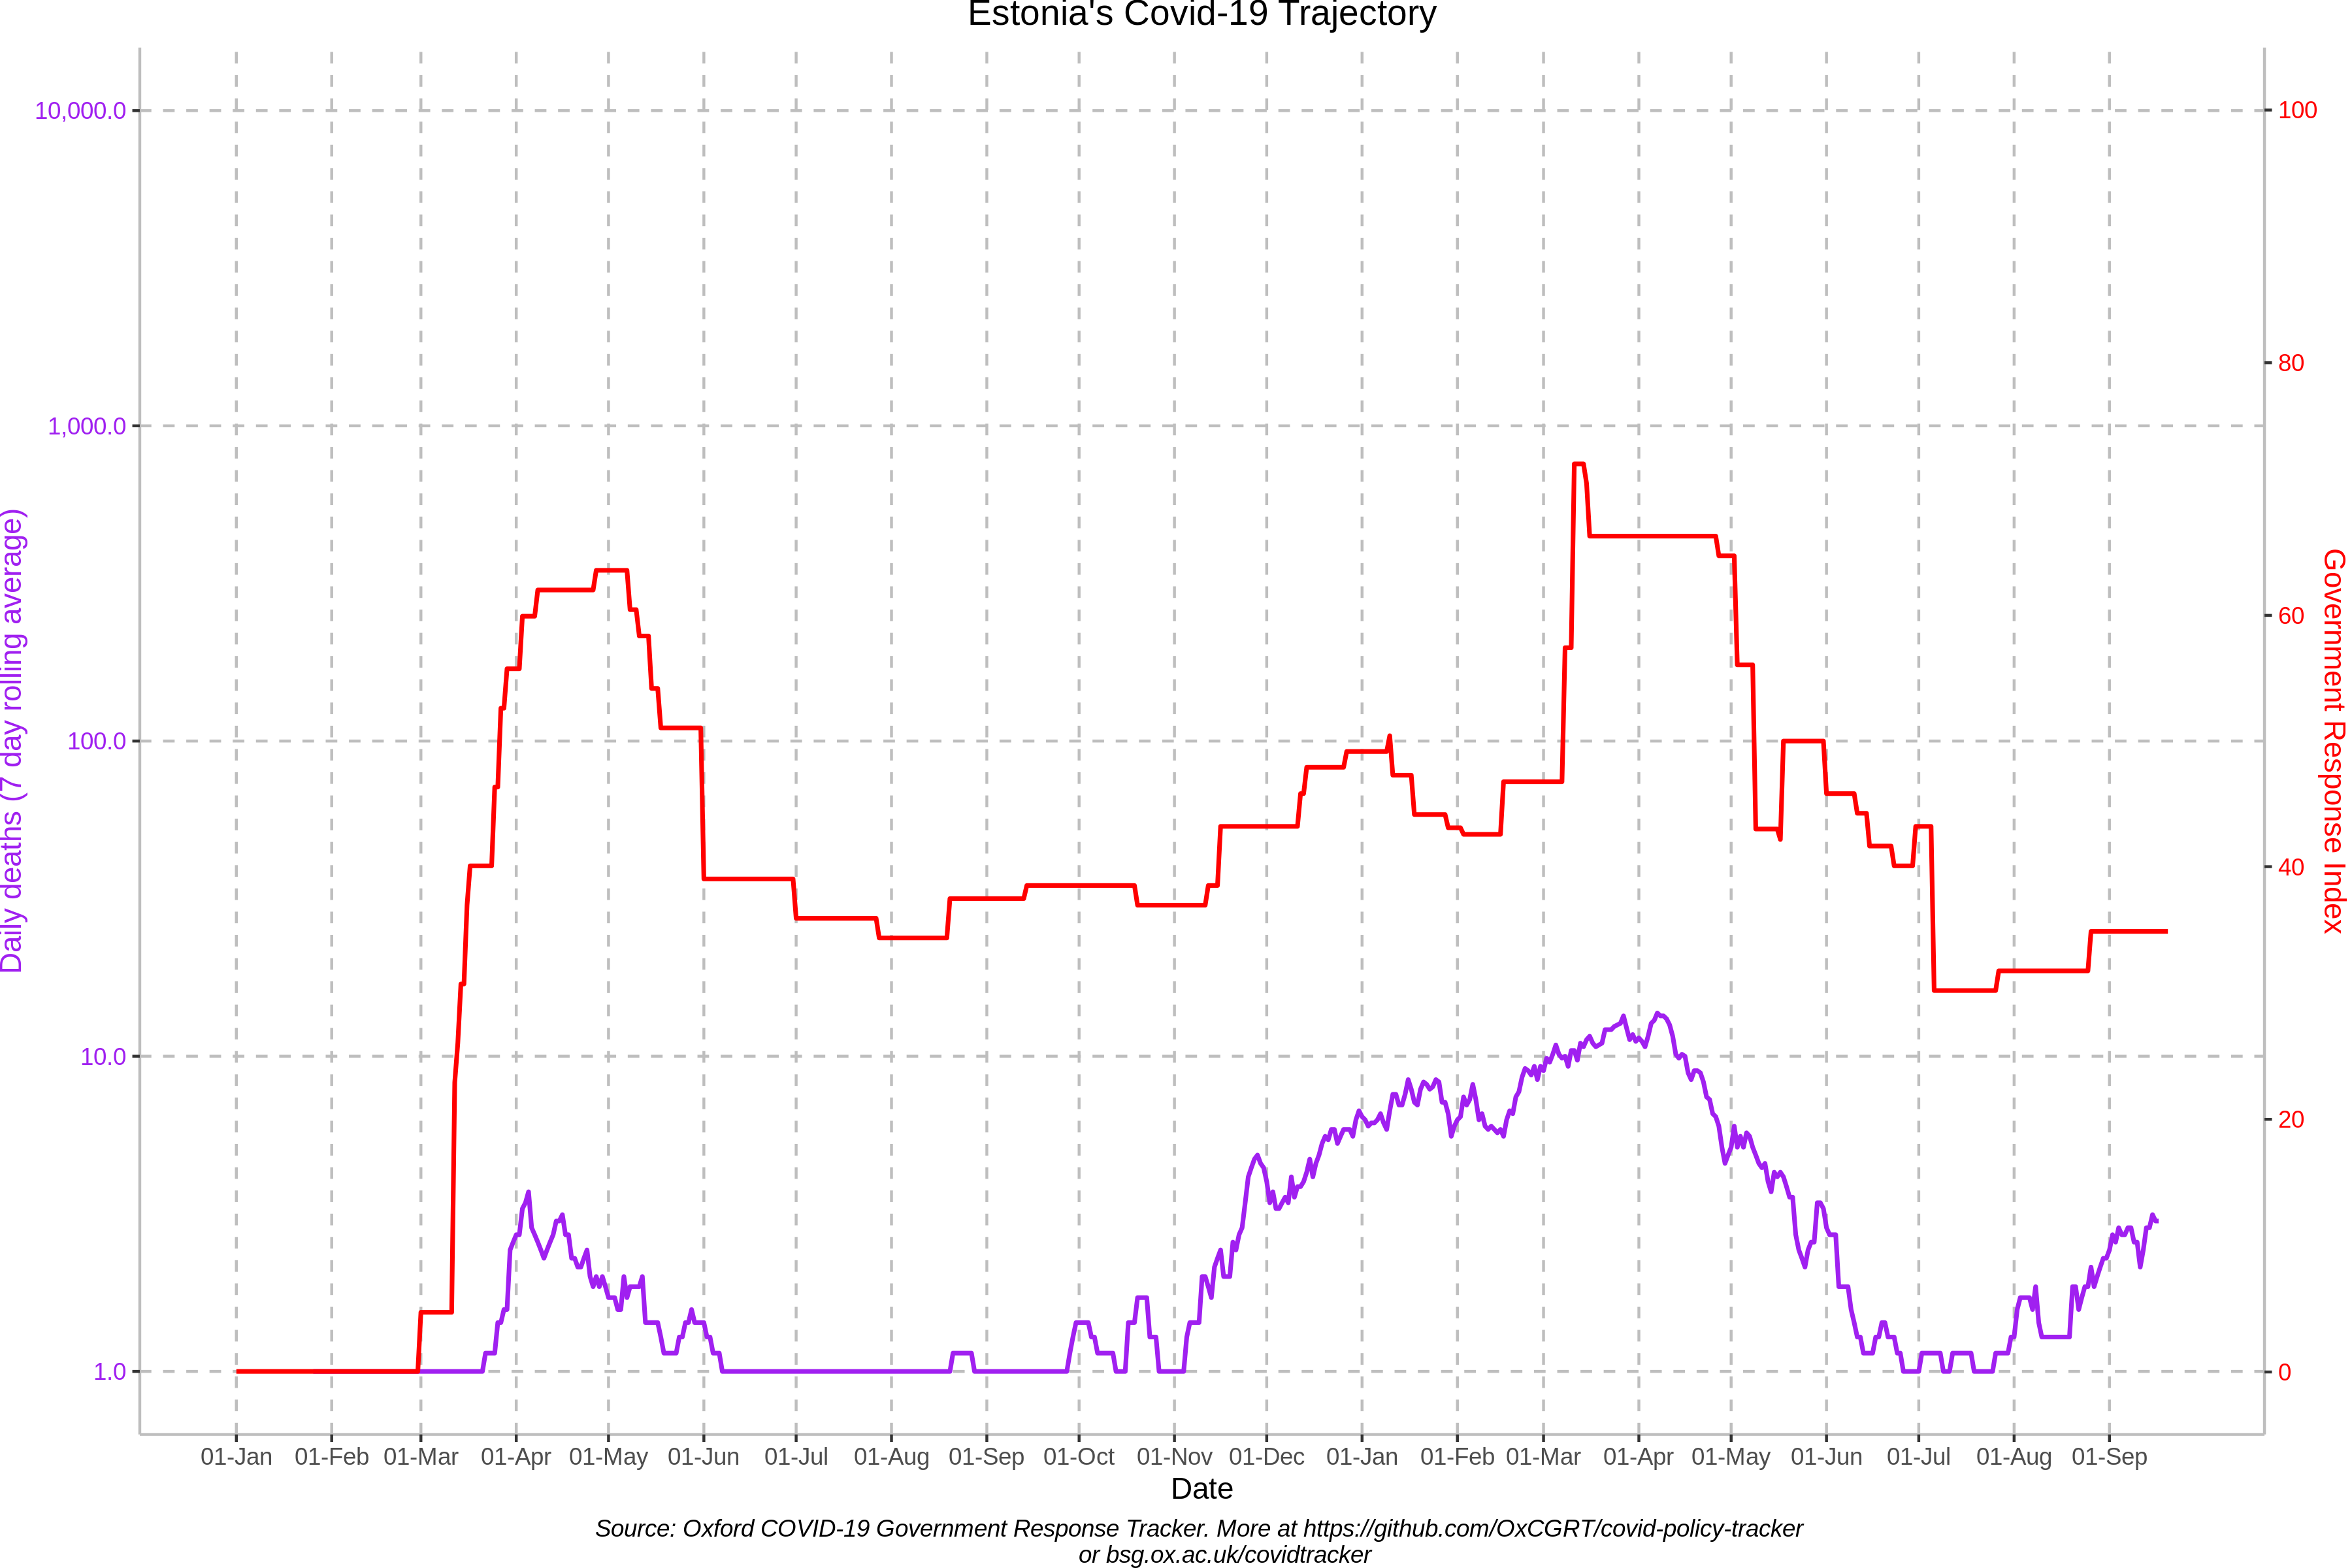 Estonia's Covid-19 Trajectory
10,000.0
1,000.0
100.0
10.0
1.0
Daily deaths (7 day rolling average)
100
80
60
40
20
0
Government Response Index
01-Jan 01-Feb 01-Mar 01-Apr 01-May 01-Jun 01-Jul 01-Aug 01-Sep 01-Oct 01-Nov 01-Dec 01-Jan 01-Feb 01-Mar 01-Apr 01-May 01-Jun 01-Jul 01-Aug 01-Sep
Date
Source: Oxford COVID-19 Government Response Tracker. More at https://github.com/OxCGRT/covid-policy-tracker
or bsg.ox.ac.uk/covidtracker